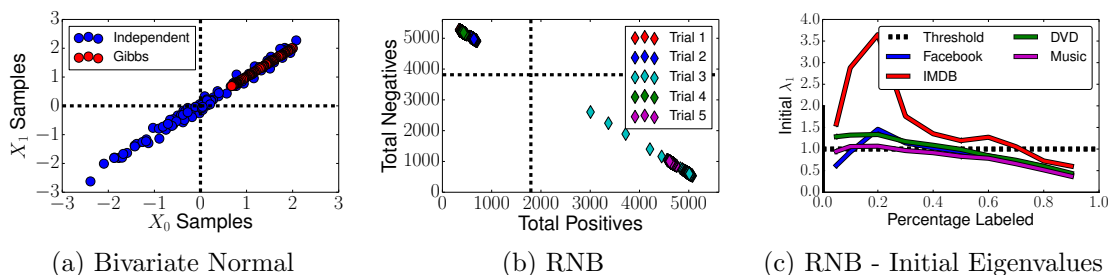 3
2
1
0
−1
−2
−3
−3 −2 −1 0 1 2 3
X₁ Samples
X₀ Samples
Independent
Gibbs
(a) Bivariate Normal
5000
4000
3000
2000
1000
0
0 1000 2000 3000 4000 5000
Total Negatives
Total Positives
Trial 1
Trial 2
Trial 3
Trial 4
Trial 5
(b) RNB
4.0
3.5
3.0
2.5
2.0
1.5
1.0
0.5
0.0
0.0 0.2 0.4 0.6 0.8 1.0
Initial λ₁
Percentage Labeled
Threshold
Facebook
IMDB
DVD
Music
(c) RNB - Initial Eigenvalues